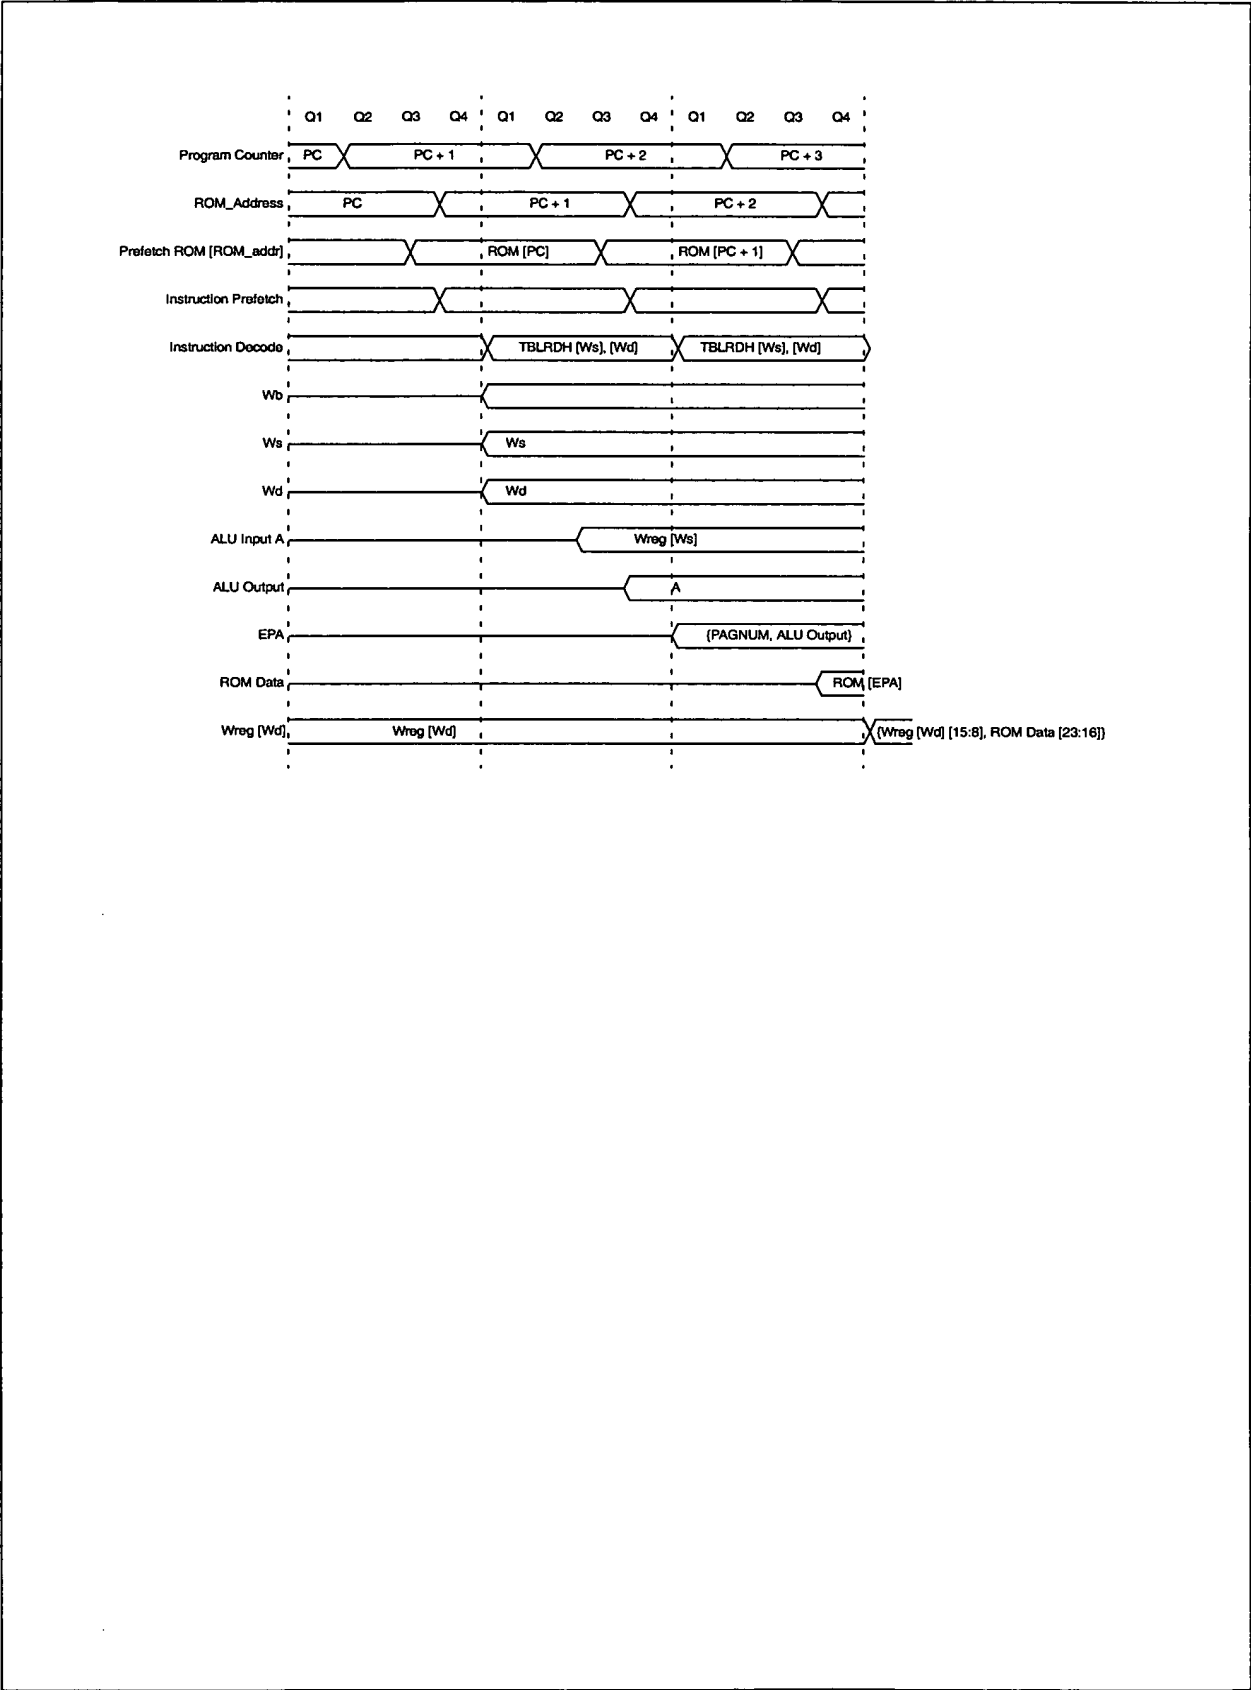 Q1 Q2 Q3 Q4 Q1 Q2 Q3 Q4 Q1 Q2 Q3 Q4
Program Counter PC PC + 1 PC + 2 PC + 3
ROM_Address PC PC + 1 PC + 2
Prefetch ROM [ROM_addr] ROM [PC] ROM [PC + 1]
Instruction Prefetch
Instruction Decode TBLRDH [Ws], [Wd] TBLRDH [Ws], [Wd]
Wb
Ws Ws
Wd Wd
ALU Input A Wreg [Ws]
ALU Output A
EPA {PAGNUM, ALU Output}
ROM Data ROM [EPA]
Wreg [Wd] Wreg [Wd] {Wreg [Wd] [15:8], ROM Data [23:16]}